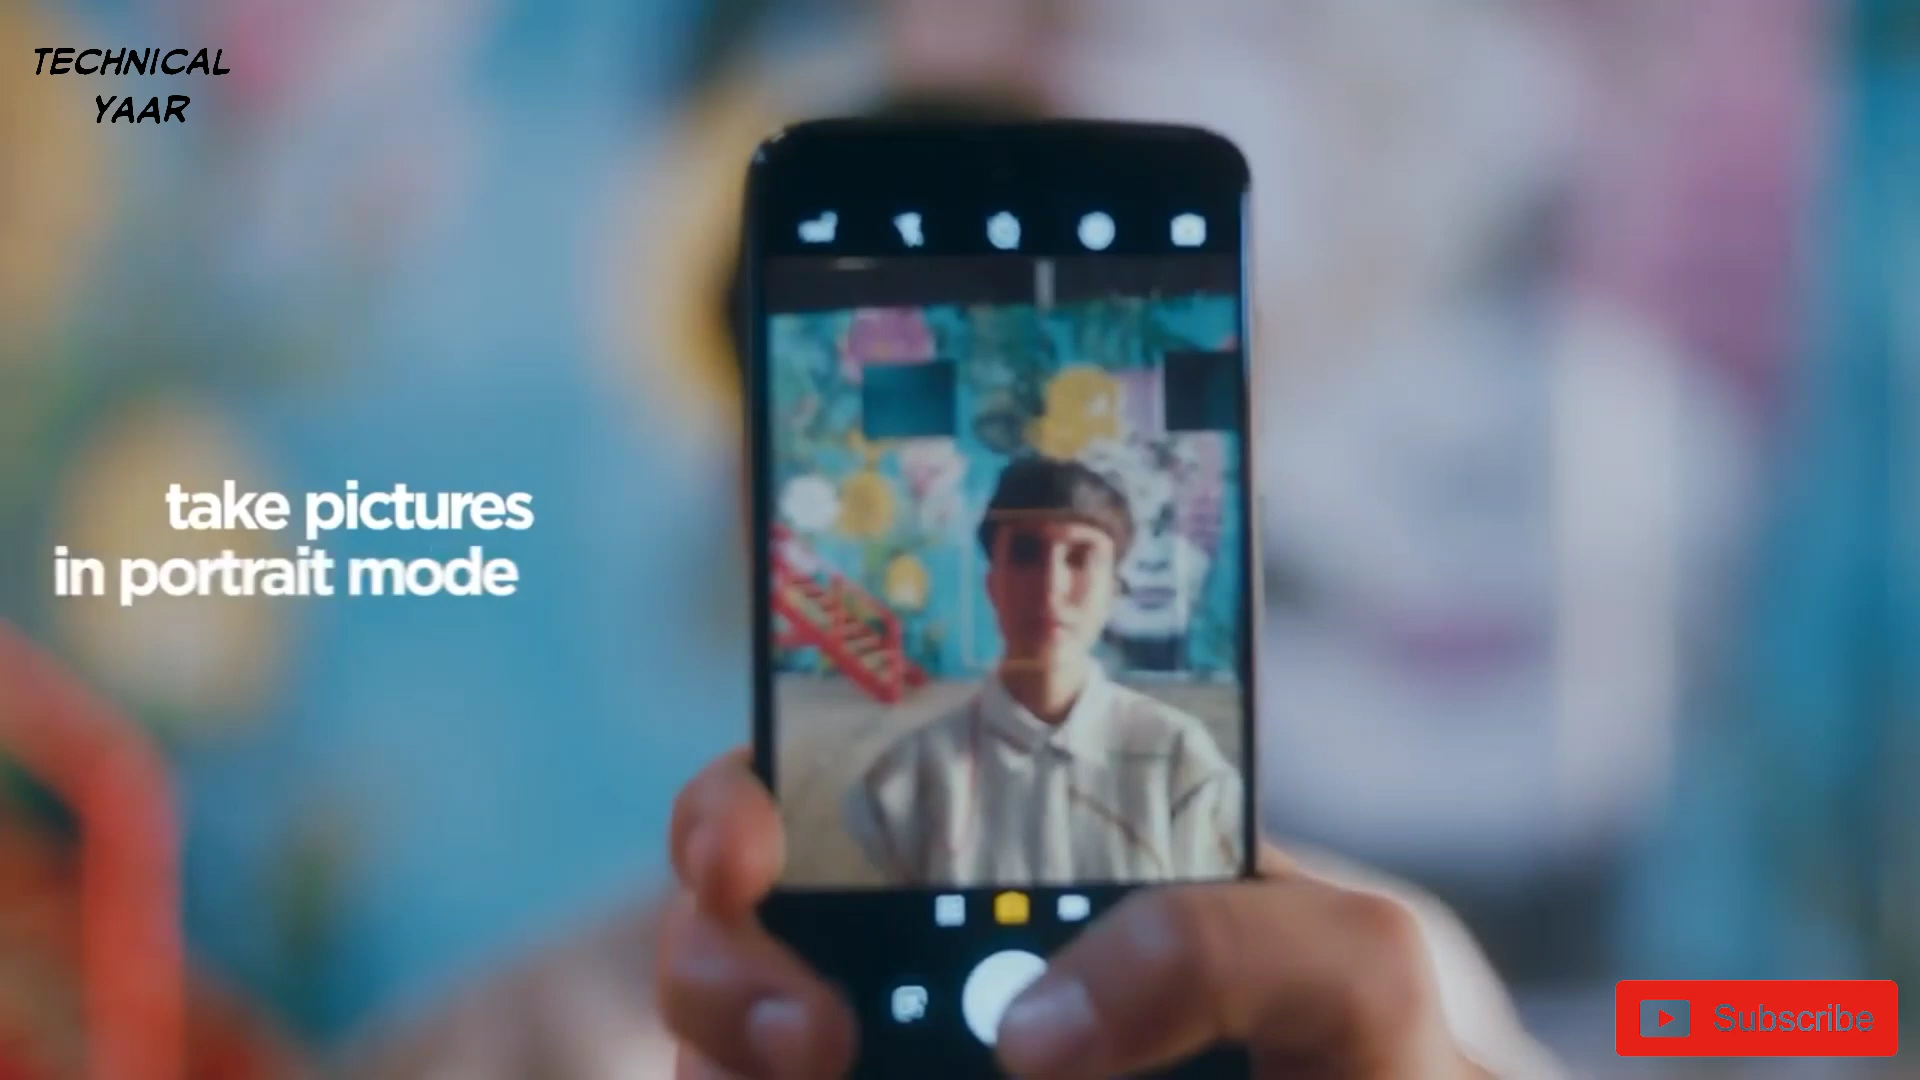 TECHNICAL
YAAR
take pictures
in portrait mode
Subscribe